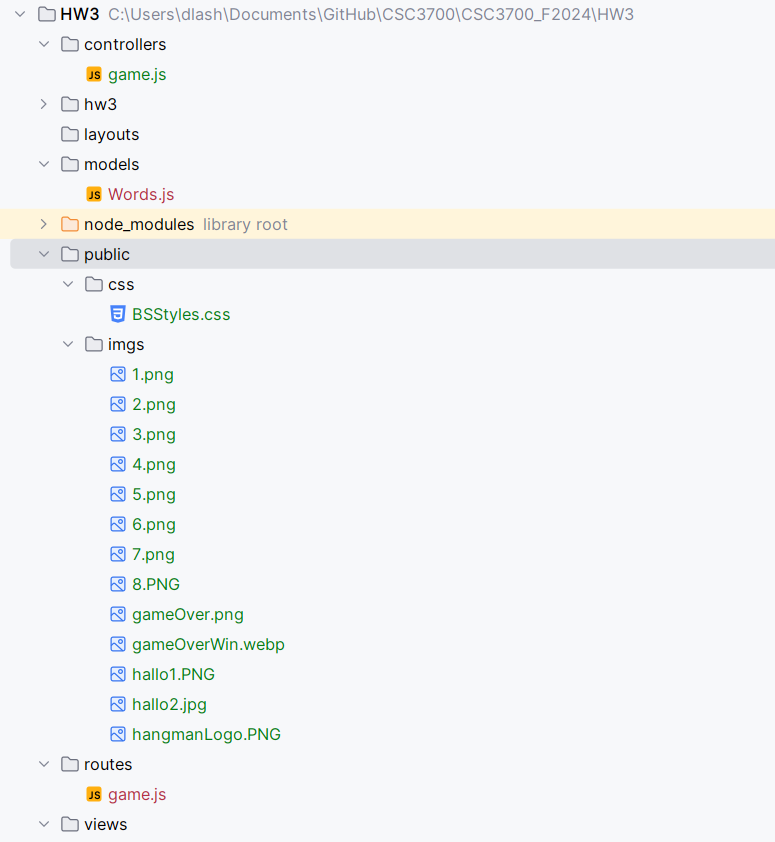 HW3 C:\Users\dlash\Documents\GitHub\CSC3700\CSC3700_F2024\HW3
controllers
JS game.js
hw3
layouts
models
JS Words.js
node_modules library root
public
css
BSStyles.css
imgs
1.png
2.png
3.png
4.png
5.png
6.png
7.png
8.PNG
gameOver.png
gameOverWin.webp
hallo1.PNG
hallo2.jpg
hangmanLogo.PNG
routes
JS game.js
views